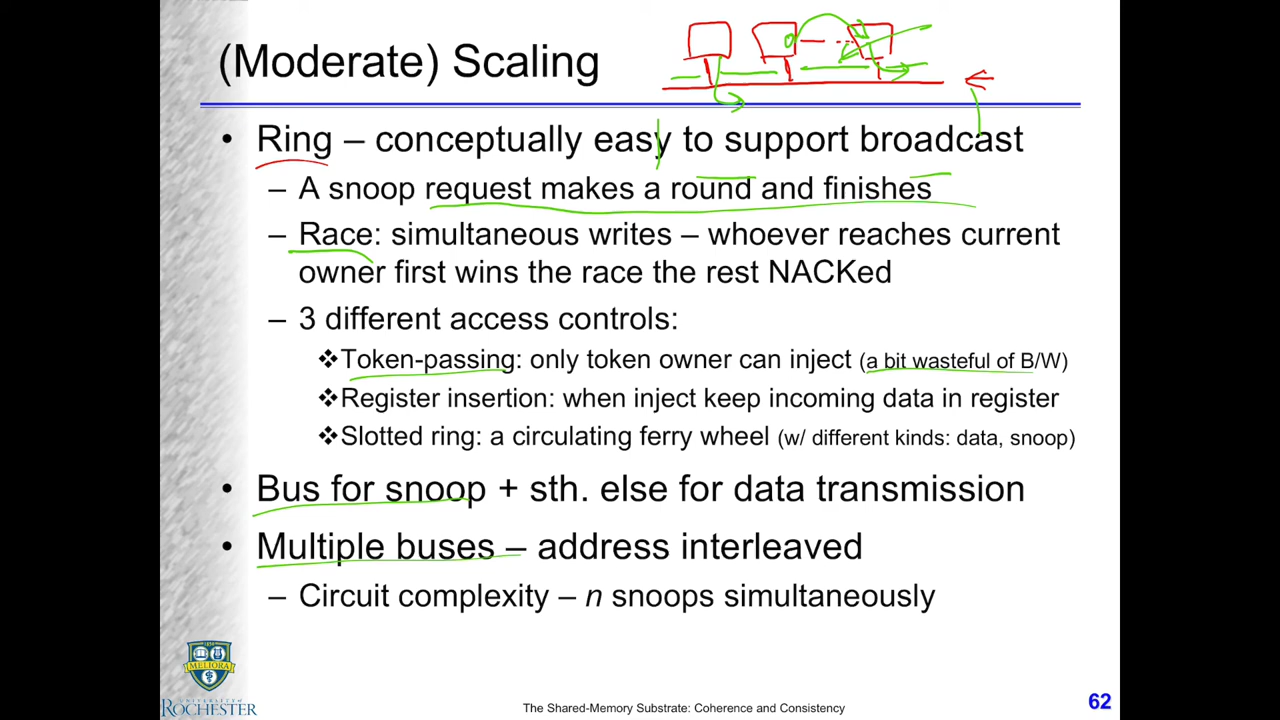 (Moderate) Scaling
• Ring – conceptually easy to support broadcast
– A snoop request makes a round and finishes
– Race: simultaneous writes – whoever reaches current
owner first wins the race the rest NACKed
– 3 different access controls:
❖Token-passing: only token owner can inject (a bit wasteful of B/W)
❖Register insertion: when inject keep incoming data in register
❖Slotted ring: a circulating ferry wheel (w/ different kinds: data, snoop)
• Bus for snoop + sth. else for data transmission
• Multiple buses – address interleaved
– Circuit complexity – n snoops simultaneously
MELIORA
ROCHESTER
The Shared-Memory Substrate: Coherence and Consistency
62